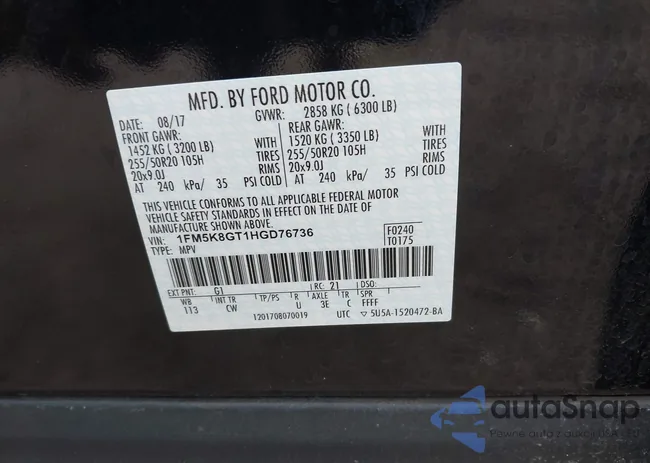 MFD. BY FORD MOTOR CO.
DATE: 08/17 GVWR: 2858 KG ( 6300 LB)
FRONT GAWR: REAR GAWR:
1452 KG ( 3200 LB) 1520 KG ( 3350 LB)
255/50R20 105H TIRES 255/50R20 105H TIRES
20x9.0J RIMS 20x9.0J RIMS
AT 240 kPa/ 35 PSI COLD AT 240 kPa/ 35 PSI COLD
THIS VEHICLE CONFORMS TO ALL APPLICABLE FEDERAL MOTOR
VEHICLE SAFETY STANDARDS IN EFFECT ON THE DATE OF
MANUFACTURE SHOWN ABOVE.
VIN: 1FM5K8GT1HGD76736 F0240
TYPE: MPV T0175
EXT PNT: G1 RC: 21 DSO:
WB INT TR TP/PS R AXLE TR SPR
113 CW U 3E C FFFF
1201708070019 UTC ▽ 5U5A-1520472-BA
autoSnap